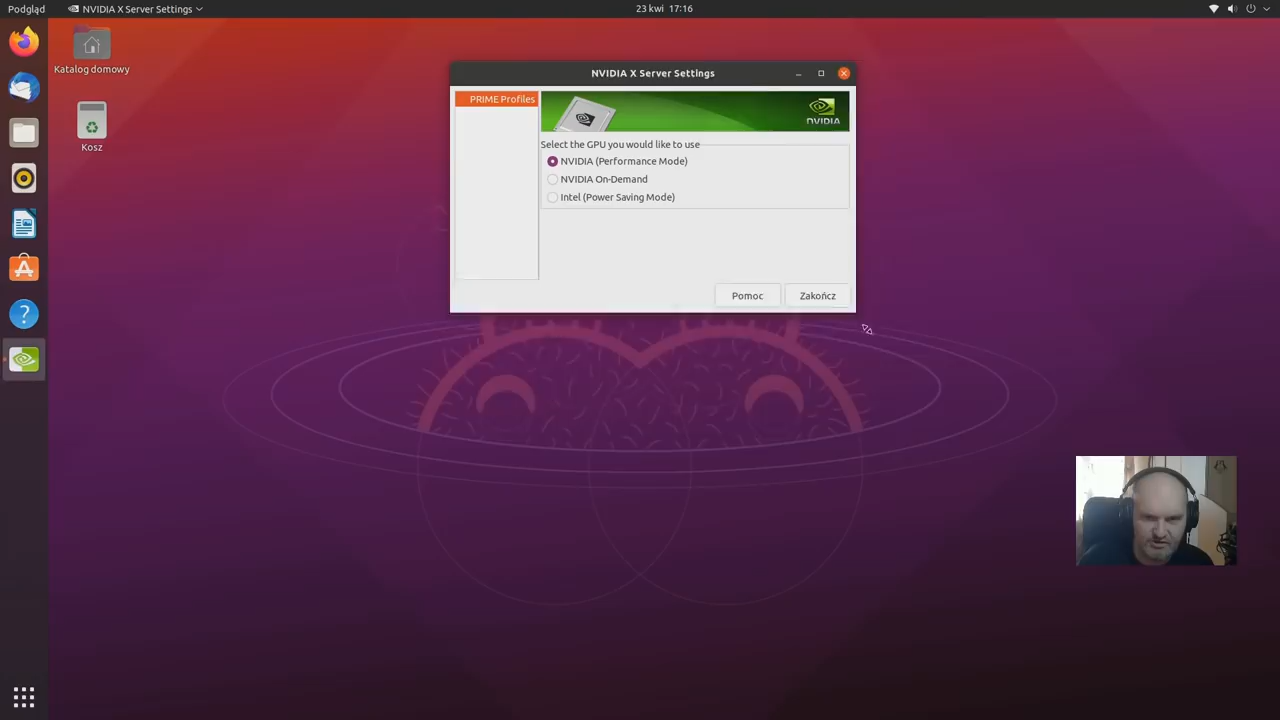 Podgląd
NVIDIA X Server Settings
23 kwi 17:16
Katalog domowy
Kosz
NVIDIA X Server Settings
PRIME Profiles
NVIDIA
Select the GPU you would like to use
NVIDIA (Performance Mode)
NVIDIA On-Demand
Intel (Power Saving Mode)
Pomoc
Zakończ